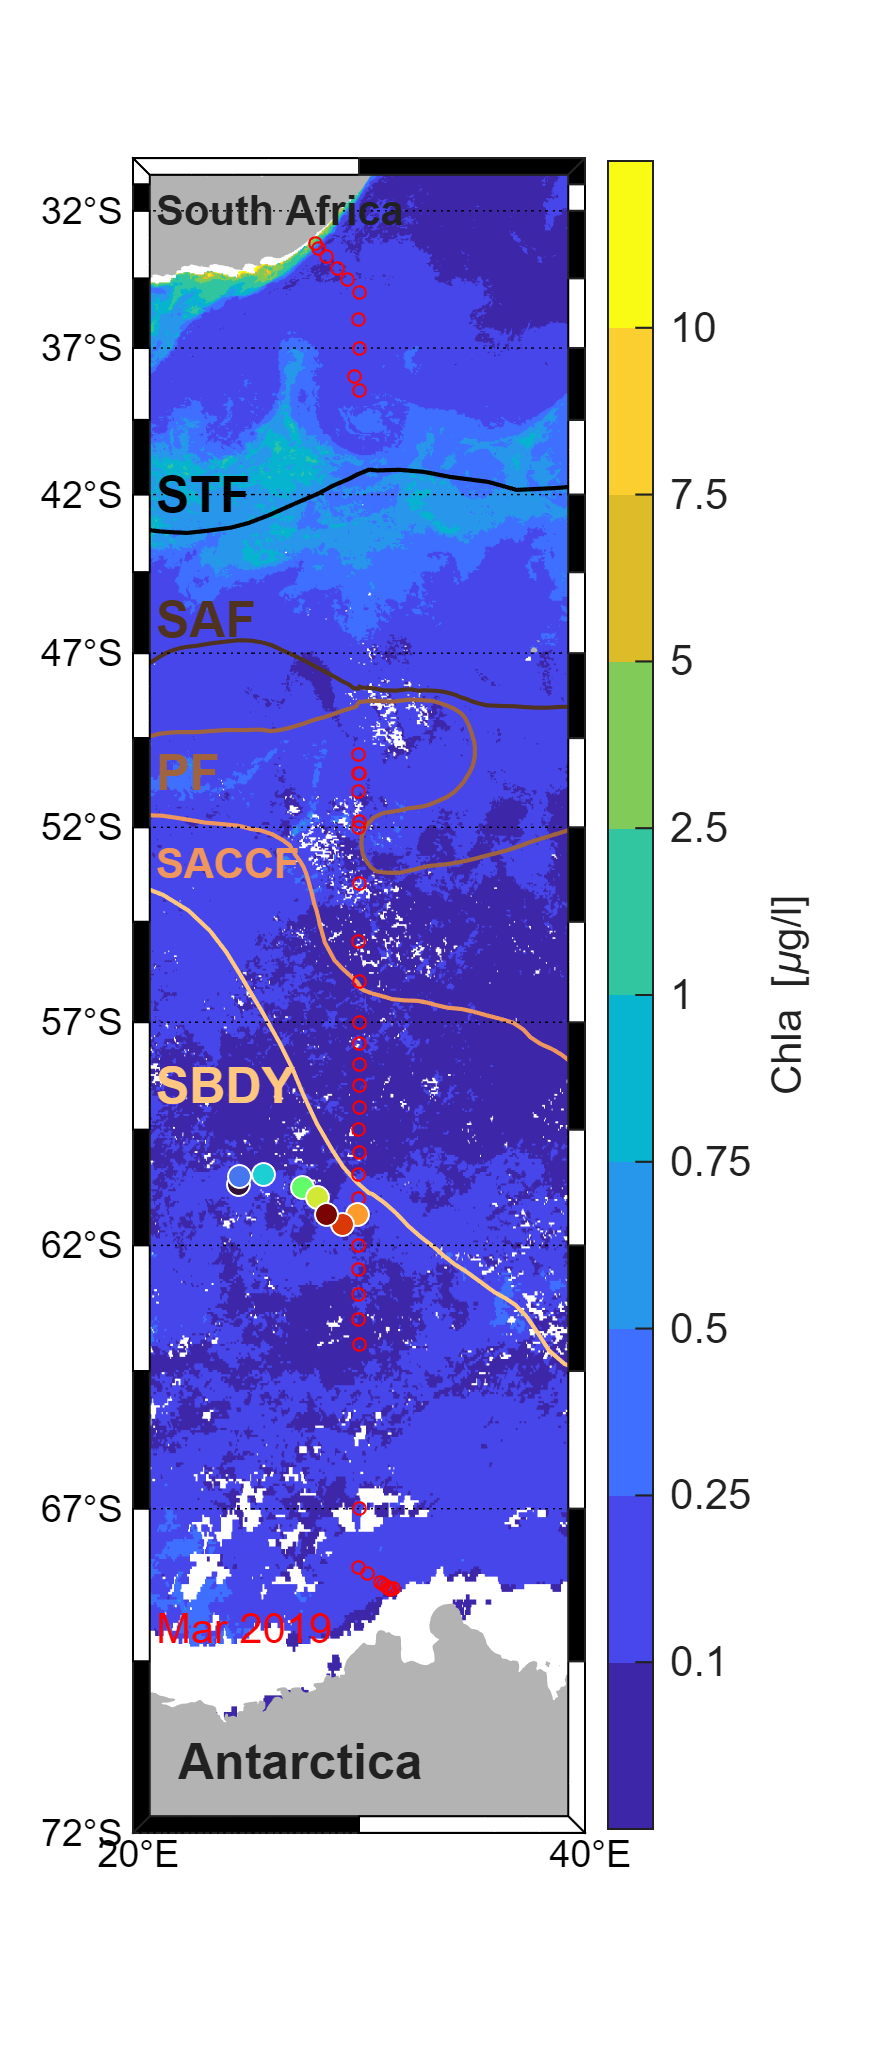 32°S
South Africa
37°S
42°S
STF
SAF
47°S
PF
52°S
SACCF
57°S
SBDY
62°S
67°S
Mar 2019
Antarctica
72°S
20°E
40°E
10
7.5
5
2.5
1
0.75
0.5
0.25
0.1
Chla [µg/l]